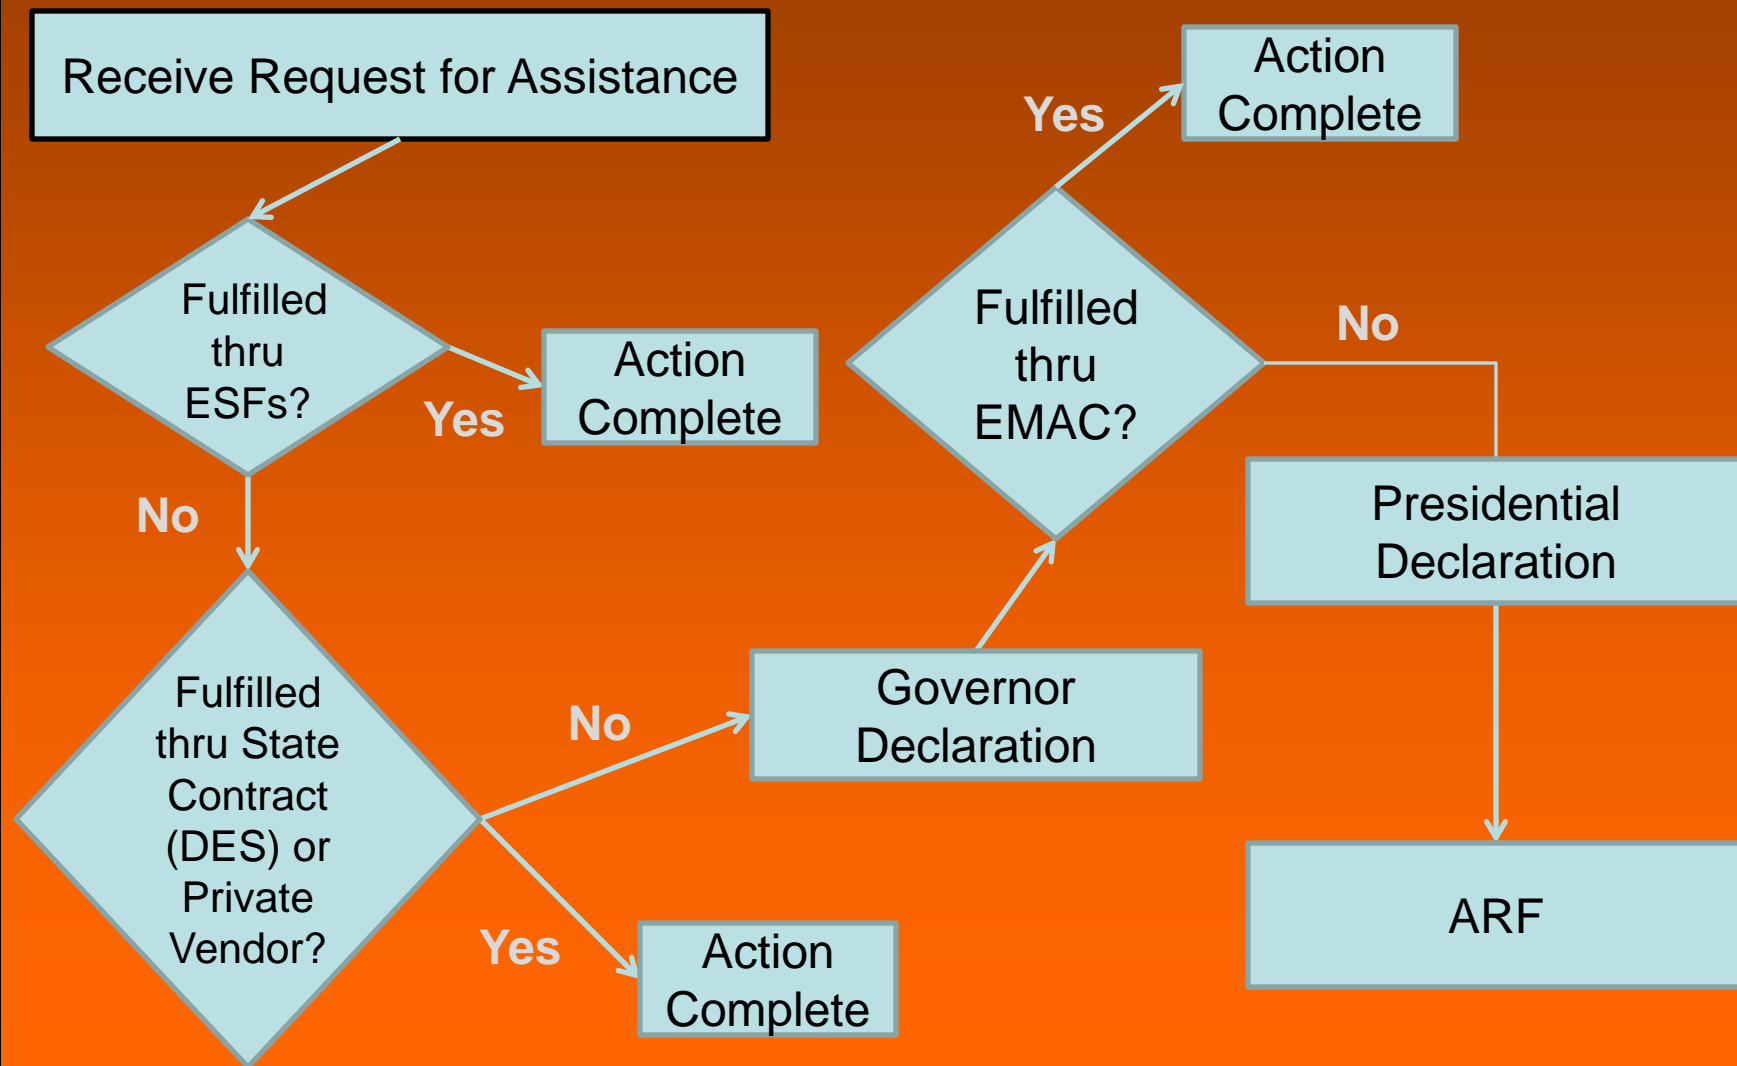 Receive Request for Assistance
Fulfilled
thru
ESFs?
Yes
Action
Complete
No
Fulfilled
thru State
Contract
(DES) or
Private
Vendor?
Yes
Action
Complete
No
Governor
Declaration
Fulfilled
thru
EMAC?
Yes
Action
Complete
No
Presidential
Declaration
ARF